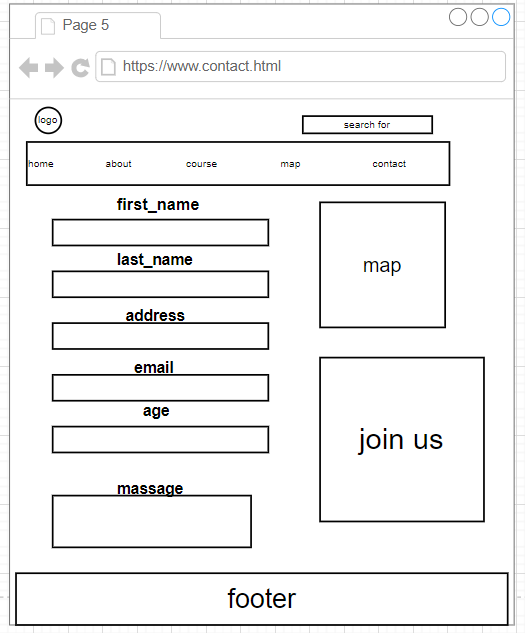 Page 5
https://www.contact.html
logo
search for
home about course map contact
first_name
last_name
address
email
age
massage
map
join us
footer